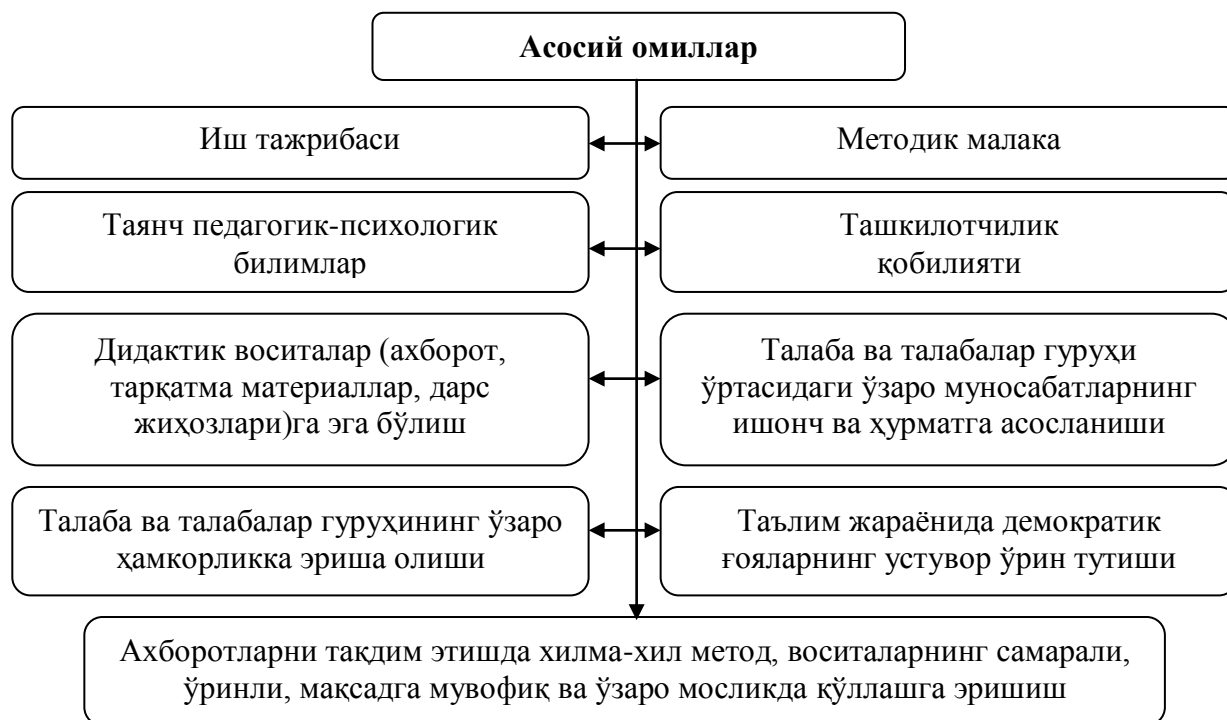 Асосий омиллар
Иш тажрибаси
Методик малака
Таянч педагогик-психологик
билимлар
Ташкилотчилик
қобилияти
Дидактик воситалар (ахборот,
тарқатма материаллар, дарс
жиҳозлари)га эга бўлиш
Талаба ва талабалар гуруҳи
ўртасидаги ўзаро муносабатларнинг
ишонч ва ҳурматга асосланиши
Талаба ва талабалар гуруҳининг ўзаро
ҳамкорликка эриша олиши
Таълим жараёнида демократик
ғояларнинг устувор ўрин тутиши
Ахборотларни тақдим этишда хилма-хил метод, воситаларнинг самарали,
ўринли, мақсадга мувофиқ ва ўзаро мосликда қўллашга эришиш